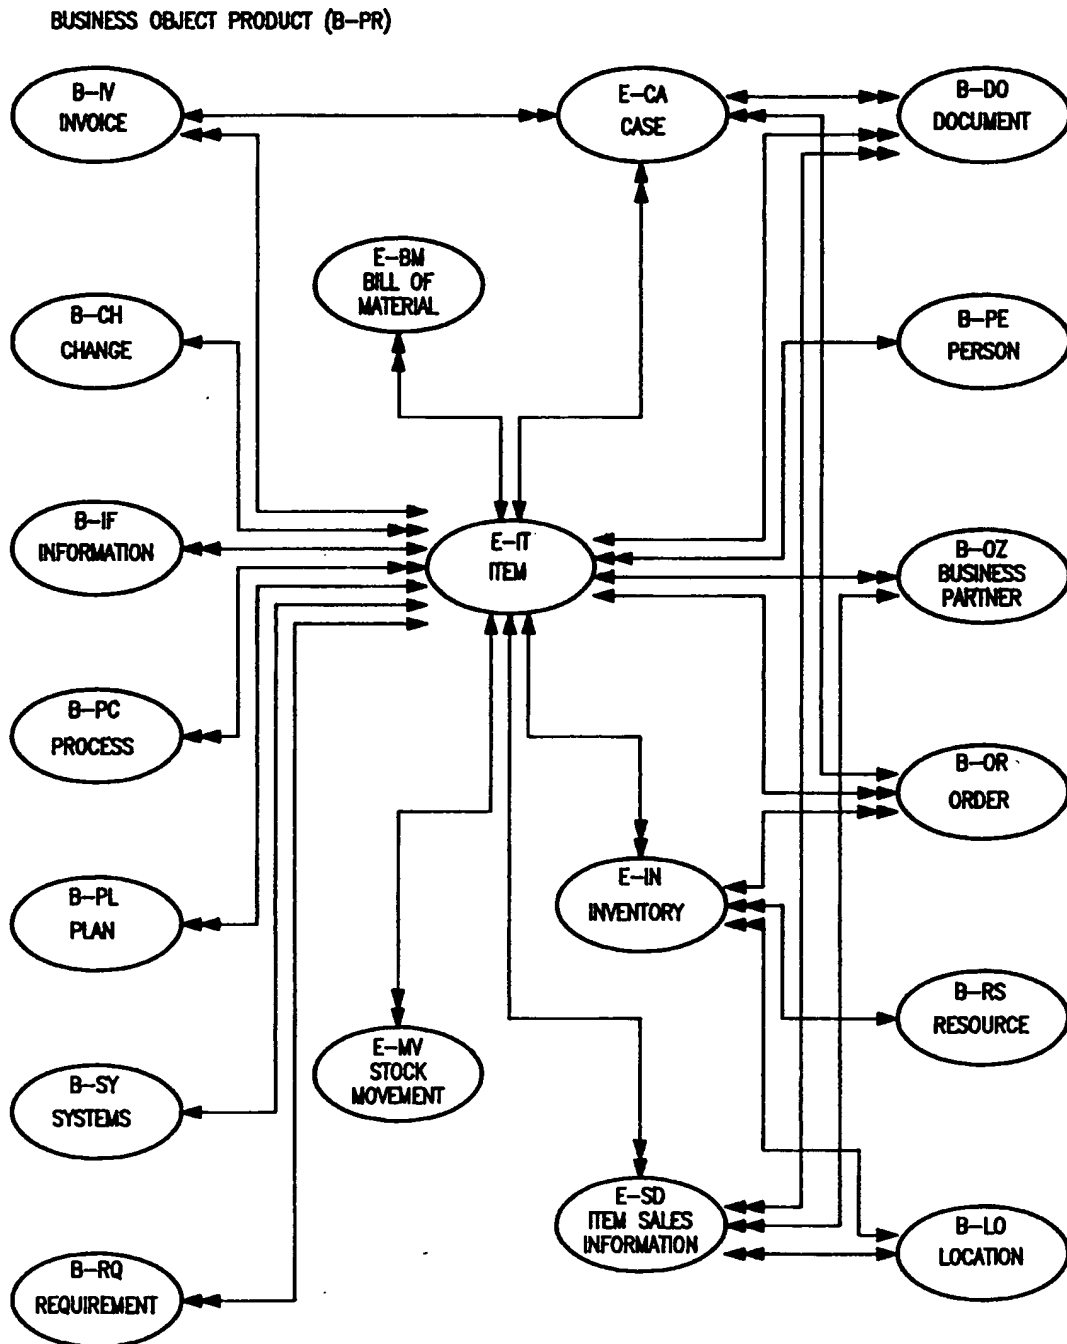 BUSINESS OBJECT PRODUCT (B-PR)
B-IV
INVOICE
E-CA
CASE
B-DO
DOCUMENT
E-BM
BILL OF
MATERIAL
B-CH
CHANGE
B-PE
PERSON
B-IF
INFORMATION
E-IT
ITEM
B-OZ
BUSINESS
PARTNER
B-PC
PROCESS
B-OR
ORDER
E-IN
INVENTORY
B-PL
PLAN
B-RS
RESOURCE
E-MV
STOCK
MOVEMENT
B-SY
SYSTEMS
E-SD
ITEM SALES
INFORMATION
B-LO
LOCATION
B-RQ
REQUIREMENT